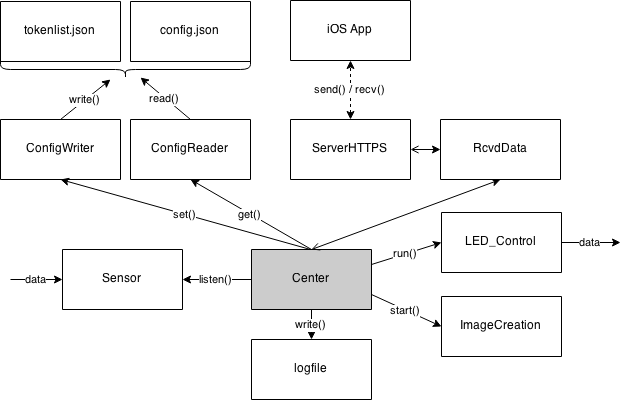 tokenlist.json
config.json
iOS App
write()
read()
send() / recv()
ConfigWriter
ConfigReader
ServerHTTPS
RcvdData
set()
get()
LED_Control
data
run()
data
Sensor
listen()
Center
start()
ImageCreation
write()
logfile